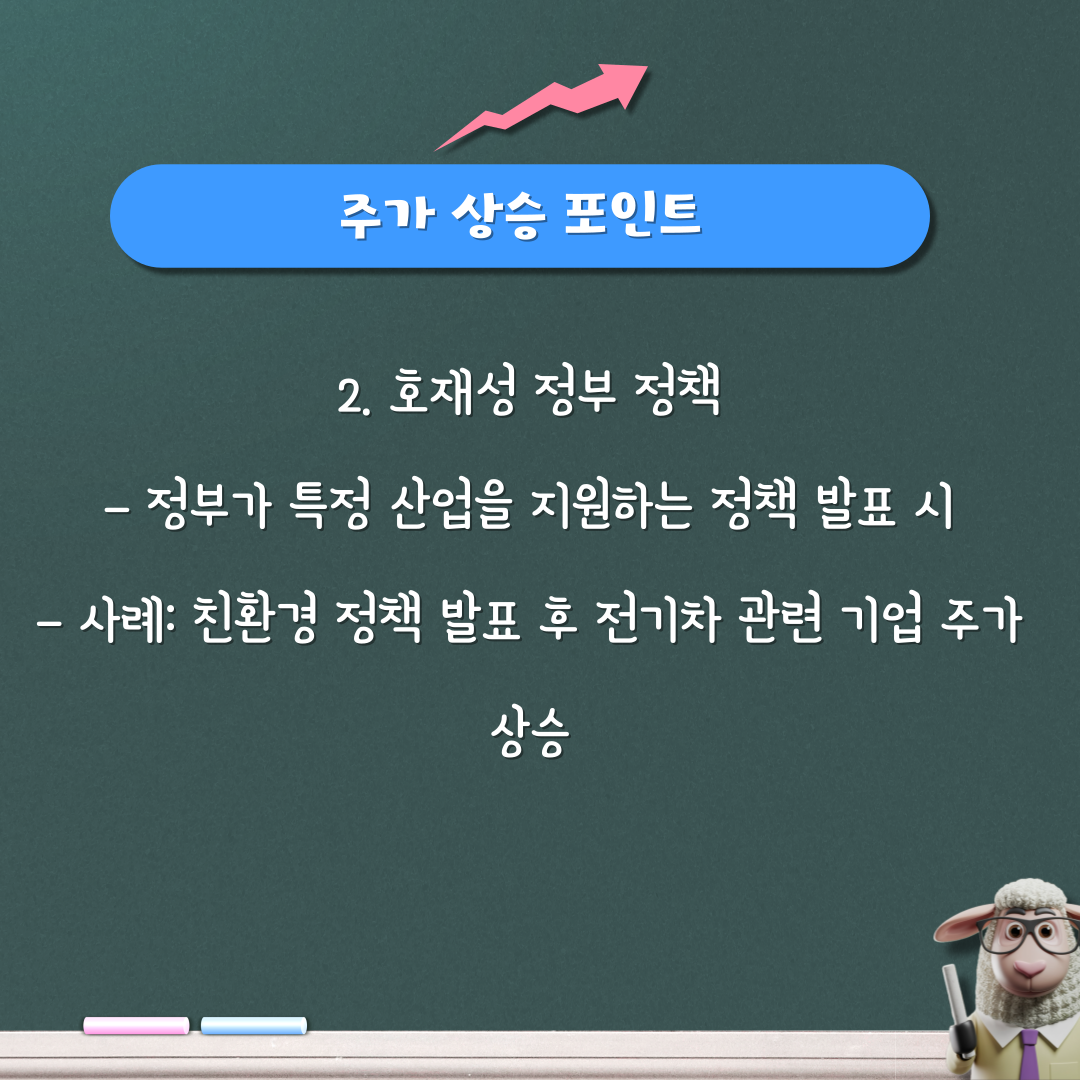 주가 상승 포인트
2. 호재성 정부 정책
- 정부가 특정 산업을 지원하는 정책 발표 시
- 사례: 친환경 정책 발표 후 전기차 관련 기업 주가
상승